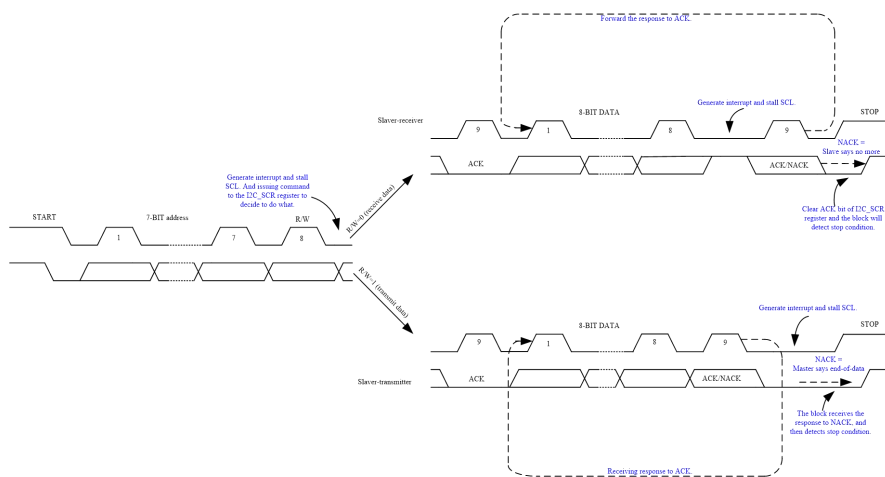 Forward the response to ACK.
Generate interrupt and stall SCL.
8-BIT DATA
STOP
Slaver-receiver
9
1
8
9
NACK =
Slave says no more
ACK
ACK/NACK
Generate interrupt and stall
SCL. And issuing command
to the I2C_SCR register to
decide to do what.
R/W=0 (receive data)
Clear ACK bit of I2C_SCR
register and the block will
detect stop condition.
START
7-BIT address
R/W
1
7
8
R/W=1 (transmit data)
Generate interrupt and stall SCL.
8-BIT DATA
STOP
9
1
8
9
NACK =
Master says end-of-data
Slaver-transmitter
ACK
ACK/NACK
The block receives the
response to NACK, and
then detects stop condition.
Receiving response to ACK.